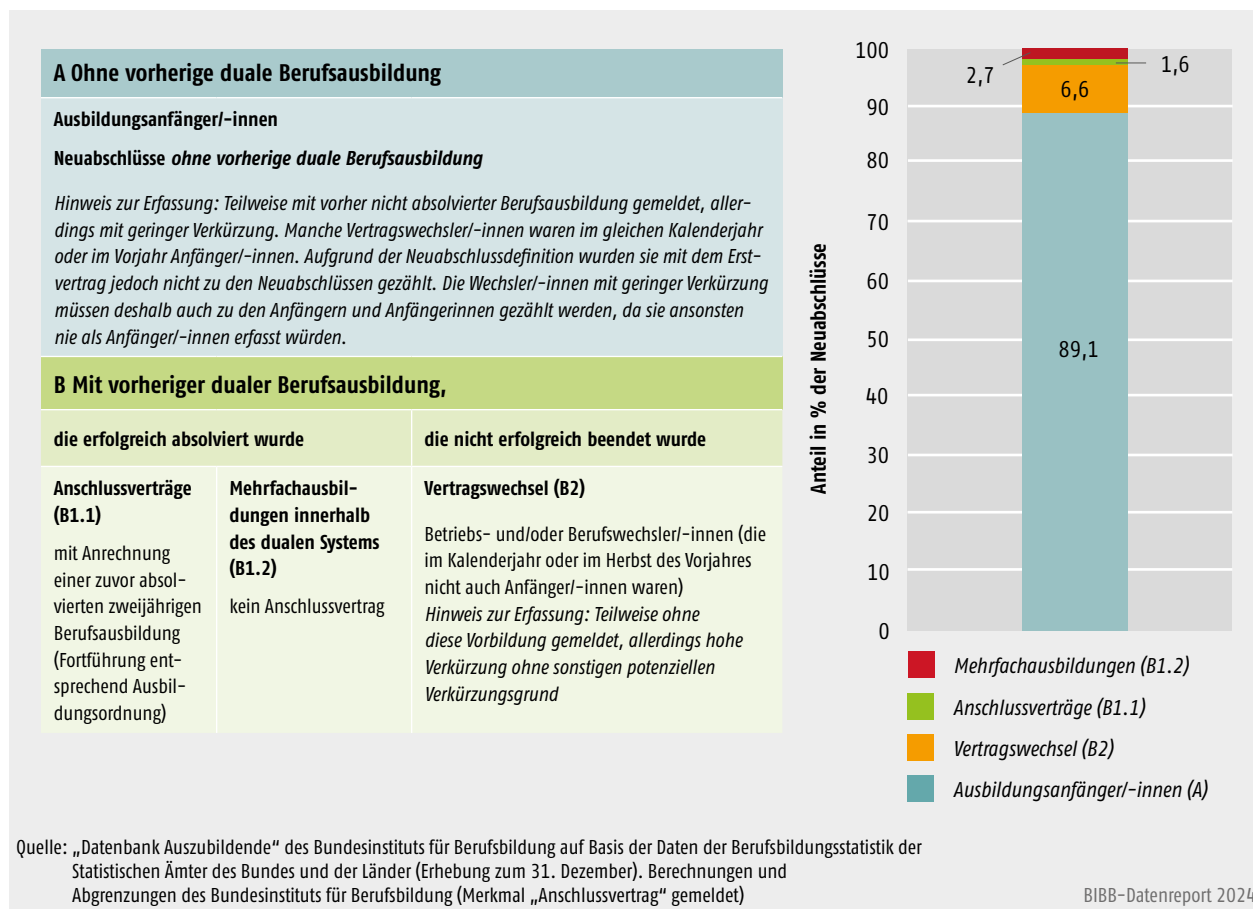 A Ohne vorherige duale Berufsausbildung
Ausbildungsanfänger/-innen
Neuabschlüsse ohne vorherige duale Berufsausbildung
Hinweis zur Erfassung: Teilweise mit vorher nicht absolvierter Berufsausbildung gemeldet, aller-
dings mit geringer Verkürzung. Manche Vertragswechsler/-innen waren im gleichen Kalenderjahr
oder im Vorjahr Anfänger/-innen. Aufgrund der Neuabschlussdefinition wurden sie mit dem Erst-
vertrag jedoch nicht zu den Neuabschlüssen gezählt. Die Wechsler/-innen mit geringer Verkürzung
müssen deshalb auch zu den Anfängern und Anfängerinnen gezählt werden, da sie ansonsten
nie als Anfänger/-innen erfasst würden.
B Mit vorheriger dualer Berufsausbildung,
die erfolgreich absolviert wurde
die nicht erfolgreich beendet wurde
Anschlussverträge
(B1.1)
mit Anrechnung
einer zuvor absol-
vierten zweijährigen
Berufsausbildung
(Fortführung ent-
sprechend Ausbil-
dungsordnung)
Mehrfachausbil-
dungen innerhalb
des dualen Systems
(B1.2)
kein Anschlussvertrag
Vertragswechsel (B2)
Betriebs- und/oder Berufswechsler/-innen (die
im Kalenderjahr oder im Herbst des Vorjahres
nicht auch Anfänger/-innen waren)
Hinweis zur Erfassung: Teilweise ohne
diese Vorbildung gemeldet, allerdings hohe
Verkürzung ohne sonstigen potenziellen
Verkürzungsgrund
Anteil in % der Neuabschlüsse
100
90
80
70
60
50
40
30
20
10
0
2,7
1,6
6,6
89,1
Mehrfachausbildungen (B1.2)
Anschlussverträge (B1.1)
Vertragswechsel (B2)
Ausbildungsanfänger/-innen (A)
Quelle: „Datenbank Auszubildende“ des Bundesinstituts für Berufsbildung auf Basis der Daten der Berufsbildungsstatistik der
Statistischen Ämter des Bundes und der Länder (Erhebung zum 31. Dezember). Berechnungen und
Abgrenzungen des Bundesinstituts für Berufsbildung (Merkmal „Anschlussvertrag“ gemeldet)
BIBB-Datenreport 2024